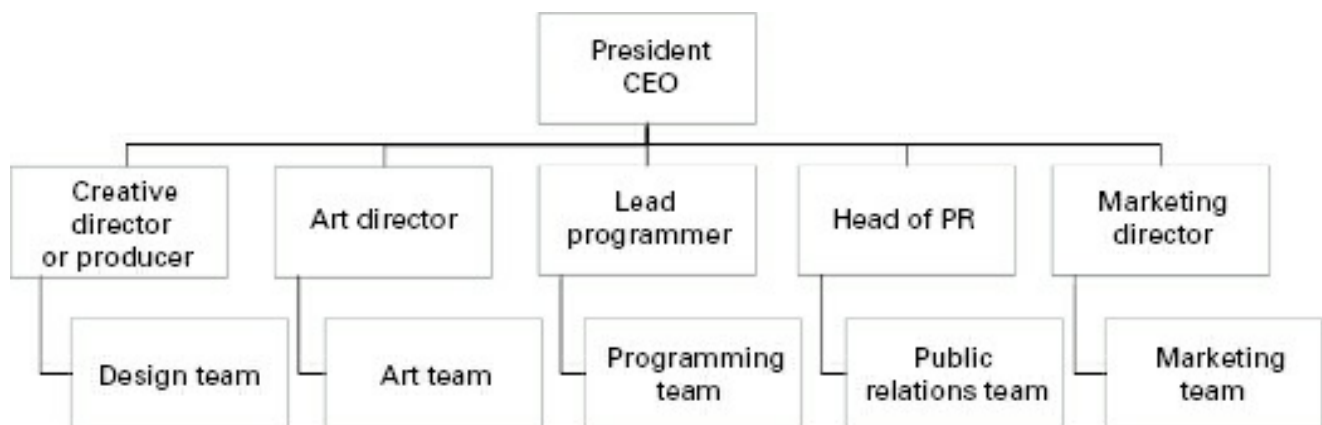 President
CEO
Creative
director
or producer
Art director
Lead
programmer
Head of PR
Marketing
director
Design team
Art team
Programming
team
Public
relations team
Marketing
team